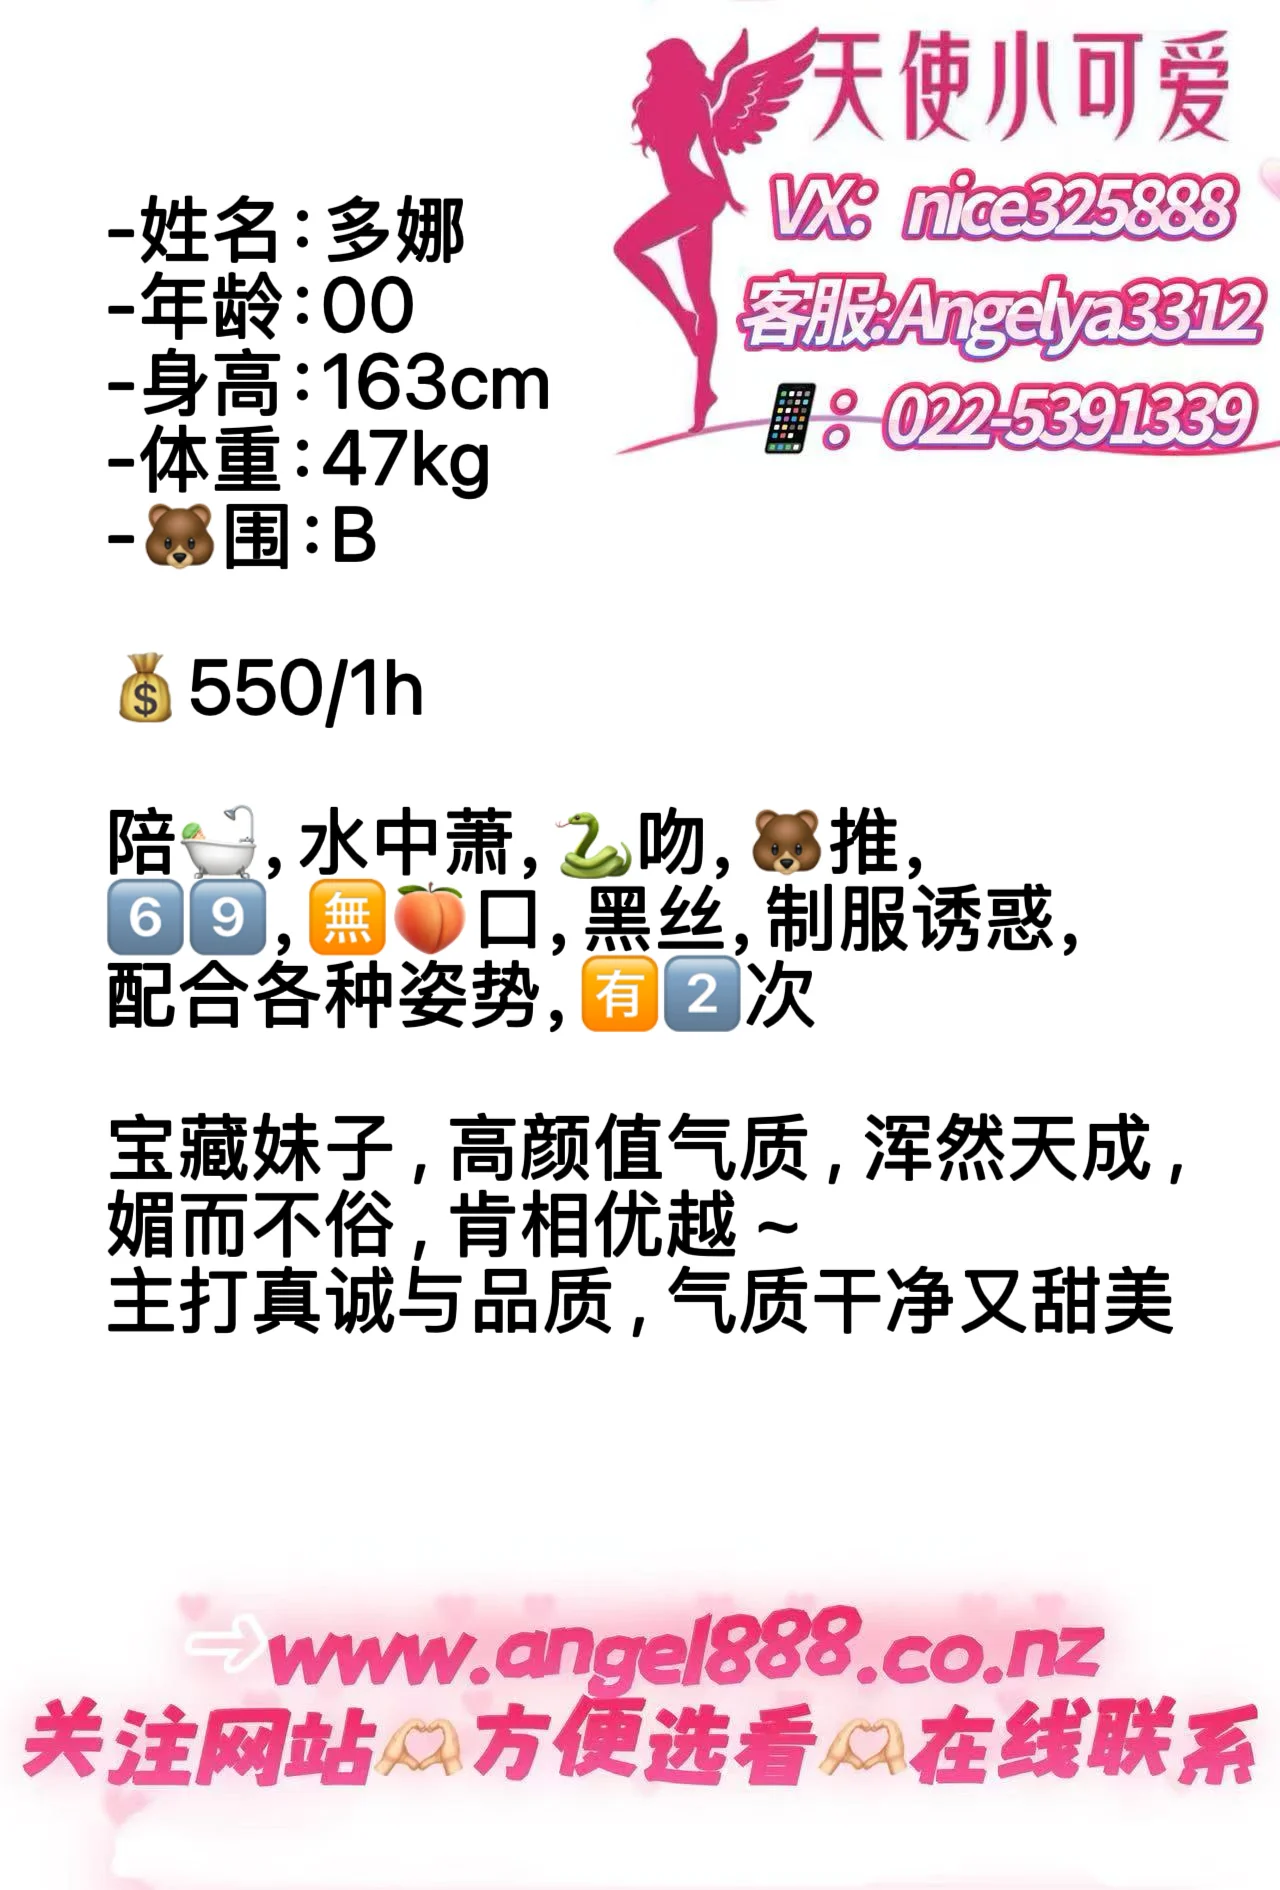 天使小可爱
VX: nice325888
客服:Angelya3312
📱: 022-5391339
-姓名:多娜
-年龄:00
-身高:163cm
-体重:47kg
-🐻围:B
💰550/1h
陪🛀,水中萧,🐍吻,🐻推,
6️⃣9️⃣,🈚🍑口,黑丝,制服诱惑,
配合各种姿势,🈶2️⃣次
宝藏妹子,高颜值气质,浑然天成,
媚而不俗,肯相优越~
主打真诚与品质,气质干净又甜美
www.angel888.co.nz
关注网站🫶🏻方便选看🫶🏻在线联系